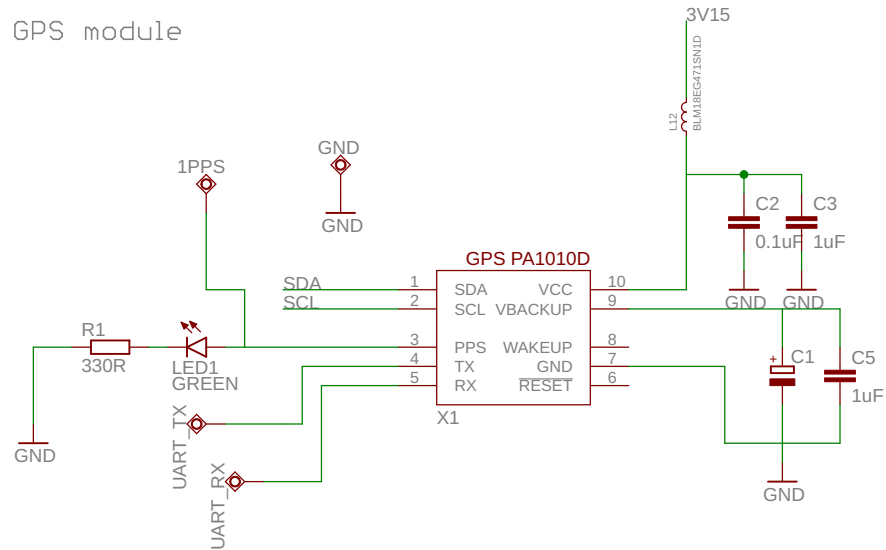 GPS module
3V15
L12
BLM18EG471SN1D
1PPS
GND
GND
C2
0.1uF
C3
1uF
GND
GND
GPS PA1010D
SDA
SCL
1
2
3
4
5
SDA
SCL
PPS
TX
RX
VCC
VBACKUP
WAKEUP
GND
RESET
10
9
8
7
6
X1
R1
330R
LED1
GREEN
GND
UART_TX
UART_RX
+
C1
C5
1uF
GND